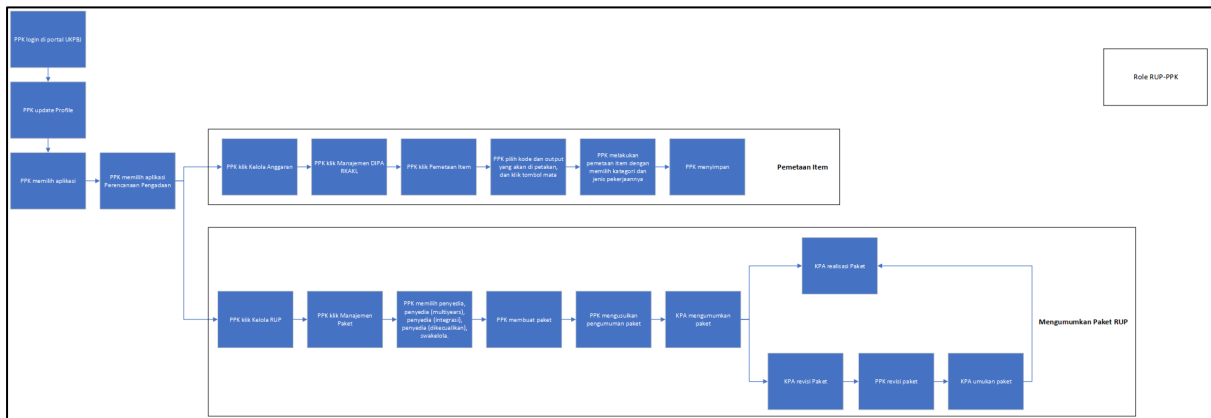 PPK login di portal UKPBJ
Role RUP-PPK
PPK update Profile
PPK memilih aplikasi
PPK memilih aplikasi
Perencanaan Pengadaan
PPK klik Kelola Anggaran
PPK klik Manajemen DIPA
RKAKL
PPK klik Pemetaan Item
PPK pilih kode dan output
yang akan di petakan,
dan klik tombol mata
PPK melakukan
pemetaan item dengan
memilih kategori dan
jenis pekerjaannya
PPK menyimpan
Pemetaan Item
PPK klik Kelola RUP
PPK klik Manajemen
Paket
PPK memilih penyedia,
penyedia (multiyears),
penyedia (integrasi),
penyedia (dikecualikan),
swakelola.
PPK membuat paket
PPK mengusulkan
pengumuman paket
KPA mengumumkan
paket
KPA realisasi Paket
KPA revisi Paket
PPK revisi paket
KPA umukan paket
Mengumumkan Paket RUP